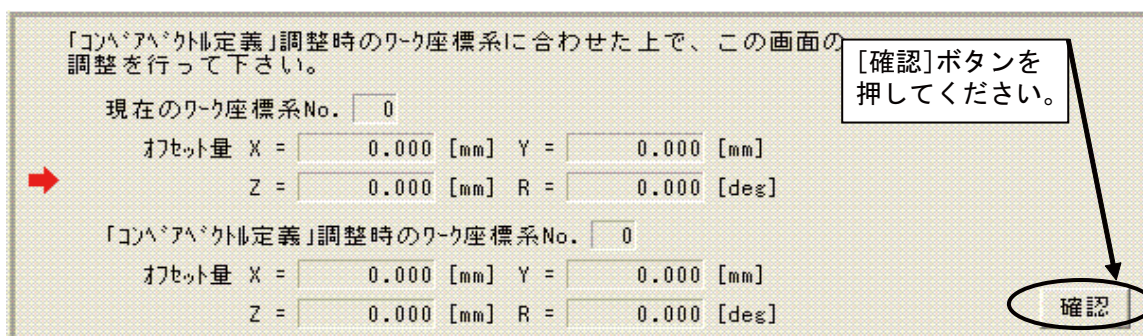 「ｺﾝﾍﾞｱﾍﾞｸﾄﾙ定義」調整時のﾜｰｸ座標系に合わせた上で、この画面の
調整を行って下さい。
[確認]ボタンを
押してください。
現在のﾜｰｸ座標系No. 0
ｵﾌｾｯﾄ量 X = 0.000 [mm] Y = 0.000 [mm]
Z = 0.000 [mm] R = 0.000 [deg]
「ｺﾝﾍﾞｱﾍﾞｸﾄﾙ定義」調整時のﾜｰｸ座標系No. 0
ｵﾌｾｯﾄ量 X = 0.000 [mm] Y = 0.000 [mm]
Z = 0.000 [mm] R = 0.000 [deg]
確認